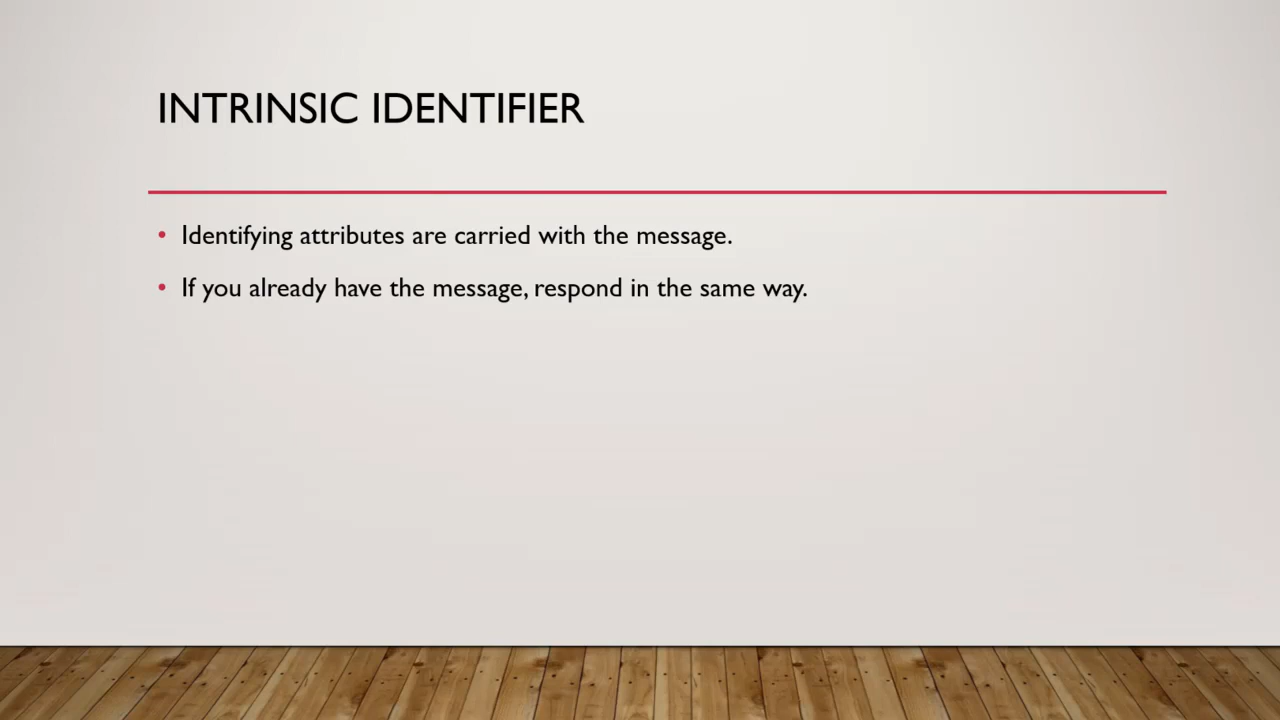 INTRINSIC IDENTIFIER
• Identifying attributes are carried with the message.
• If you already have the message, respond in the same way.